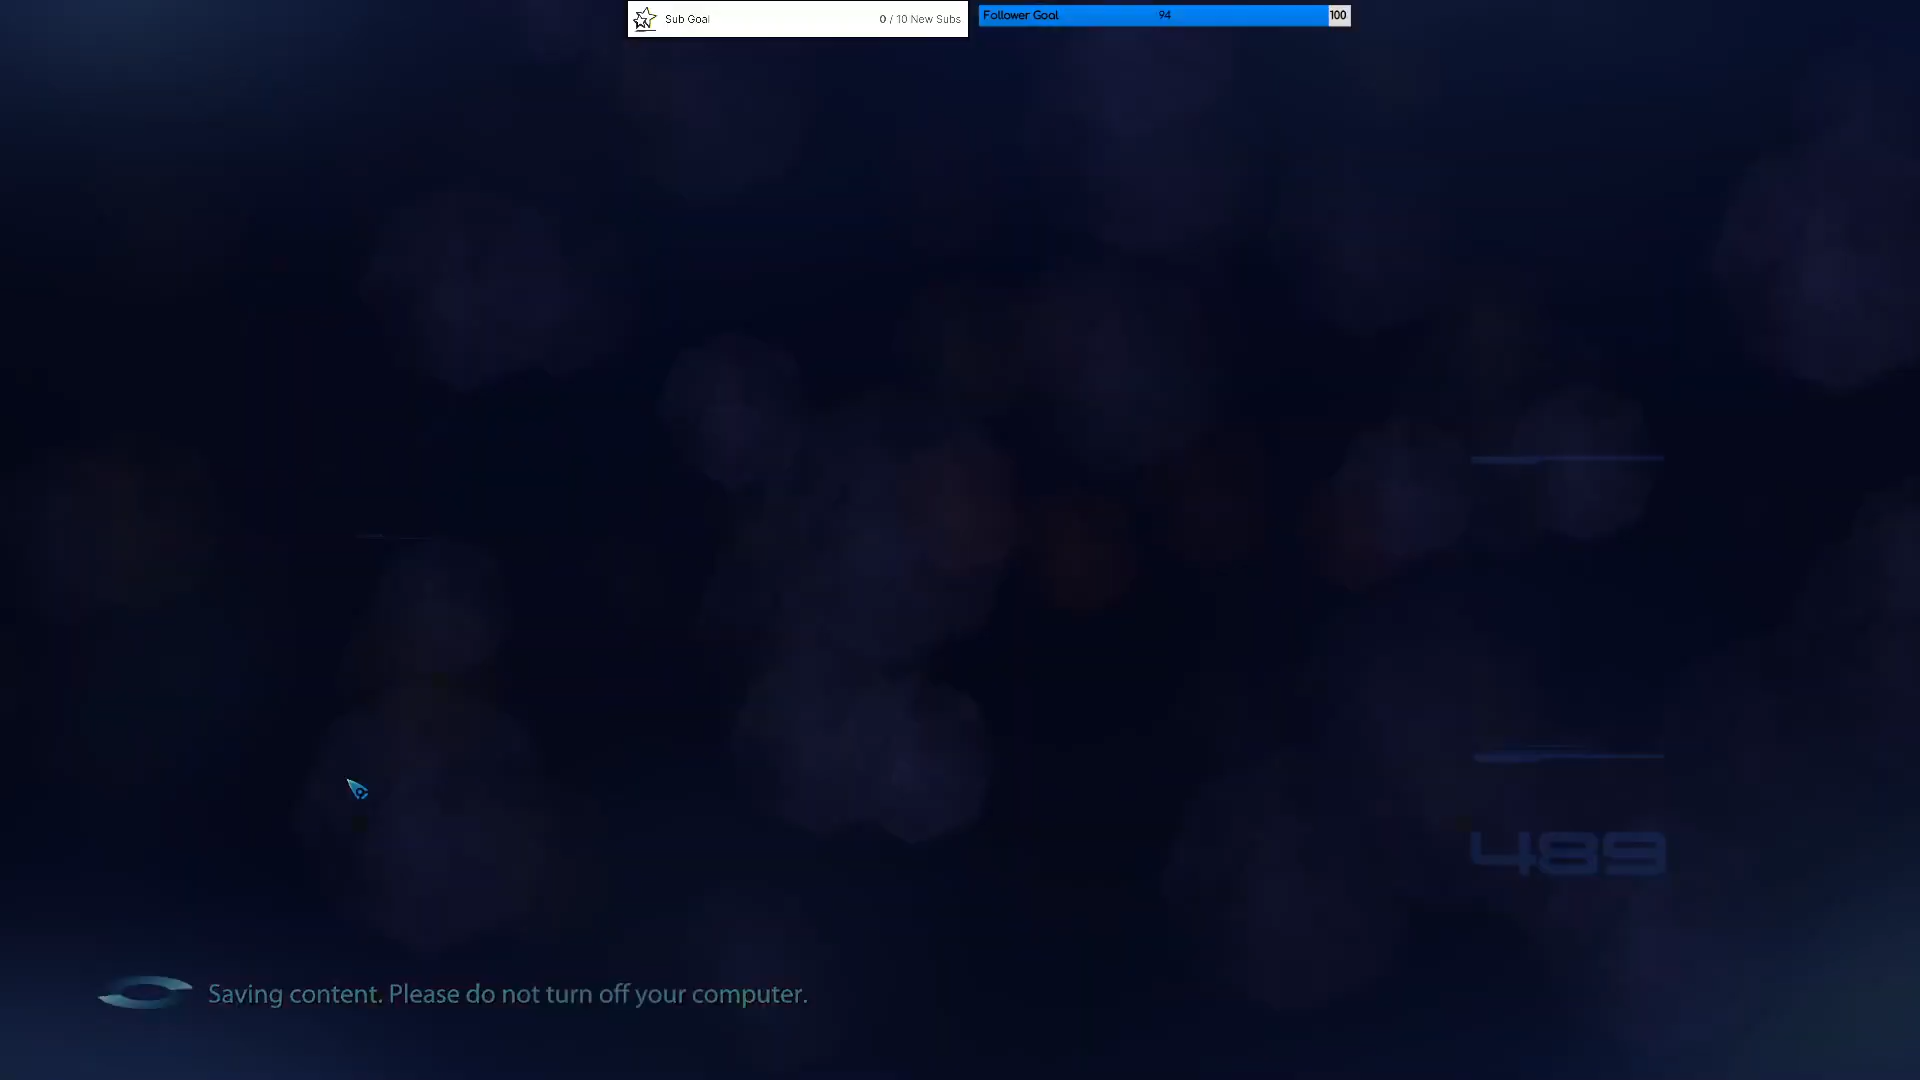 Sub Goal 0 / 10 New Subs
Follower Goal 94 100
489
Saving content. Please do not turn off your computer.